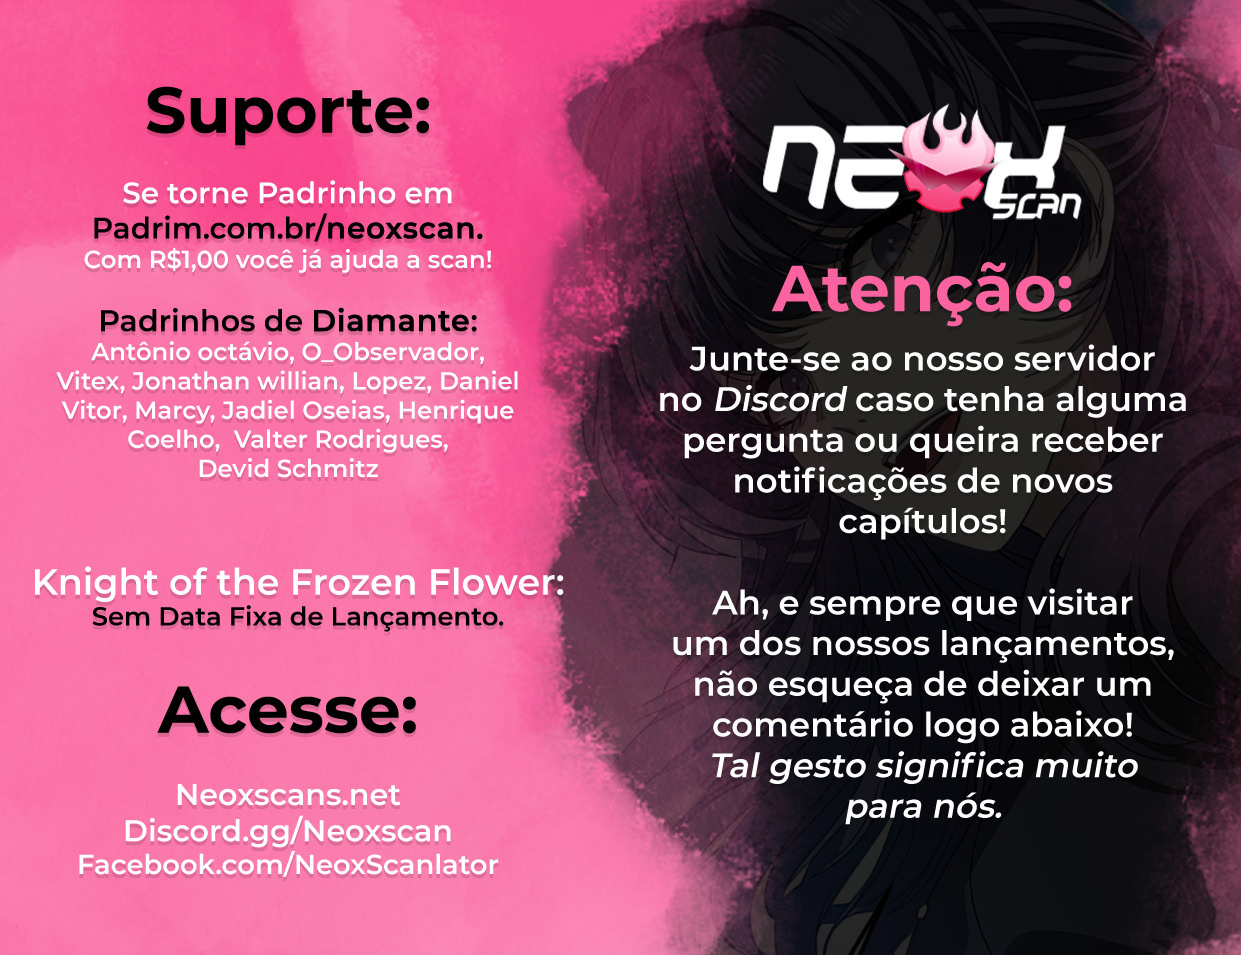 Suporte:
Se torne Padrinho em
Padrim.com.br/neoxscan.
Com R$1,00 você já ajuda a scan!
Padrinhos de Diamante:
Antônio octávio, O_Observador,
Vitex, Jonathan willian, Lopez, Daniel
Vitor, Marcy, Jadiel Oseias, Henrique
Coelho, Valter Rodrigues,
Devid Schmitz
Knight of the Frozen Flower:
Sem Data Fixa de Lançamento.
Acesse:
Neoxscans.net
Discord.gg/Neoxscan
Facebook.com/NeoxScanlator
NEOX
SCAN
Atenção:
Junte-se ao nosso servidor
no Discord caso tenha alguma
pergunta ou queira receber
notificações de novos
capítulos!
Ah, e sempre que visitar
um dos nossos lançamentos,
não esqueça de deixar um
comentário logo abaixo!
Tal gesto significa muito
para nós.